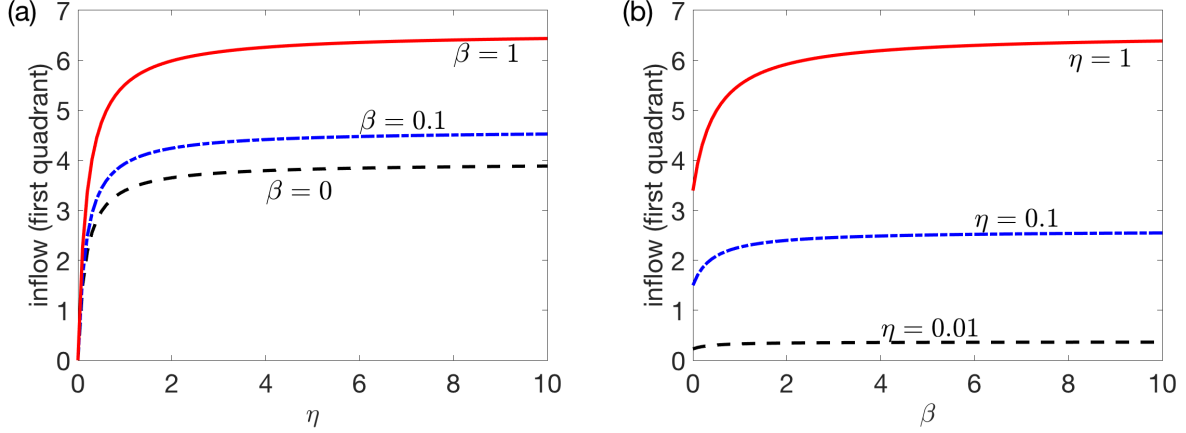 (a)
7
6
5
4
3
2
1
0
inflow (first quadrant)
β = 1
β = 0.1
β = 0
0 2 4 6 8 10
η
(b)
7
6
5
4
3
2
1
0
inflow (first quadrant)
η = 1
η = 0.1
η = 0.01
0 2 4 6 8 10
β